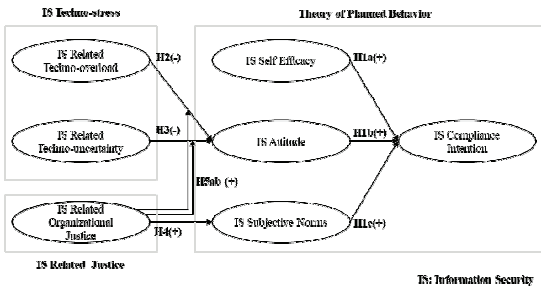 IS Techno-stress
Theory of Planned Behavior
IS Related
Techno-overload
H2(-)
IS Self Efficacy
H1a(+)
IS Related
Techno-uncertainty
H3(-)
IS Attitude
H1b(+)
IS Compliance
Intention
H5ab (+)
IS Related
Organizational
Justice
H4(+)
IS Subjective Norms
H1c(+)
IS Related Justice
IS: Information Security